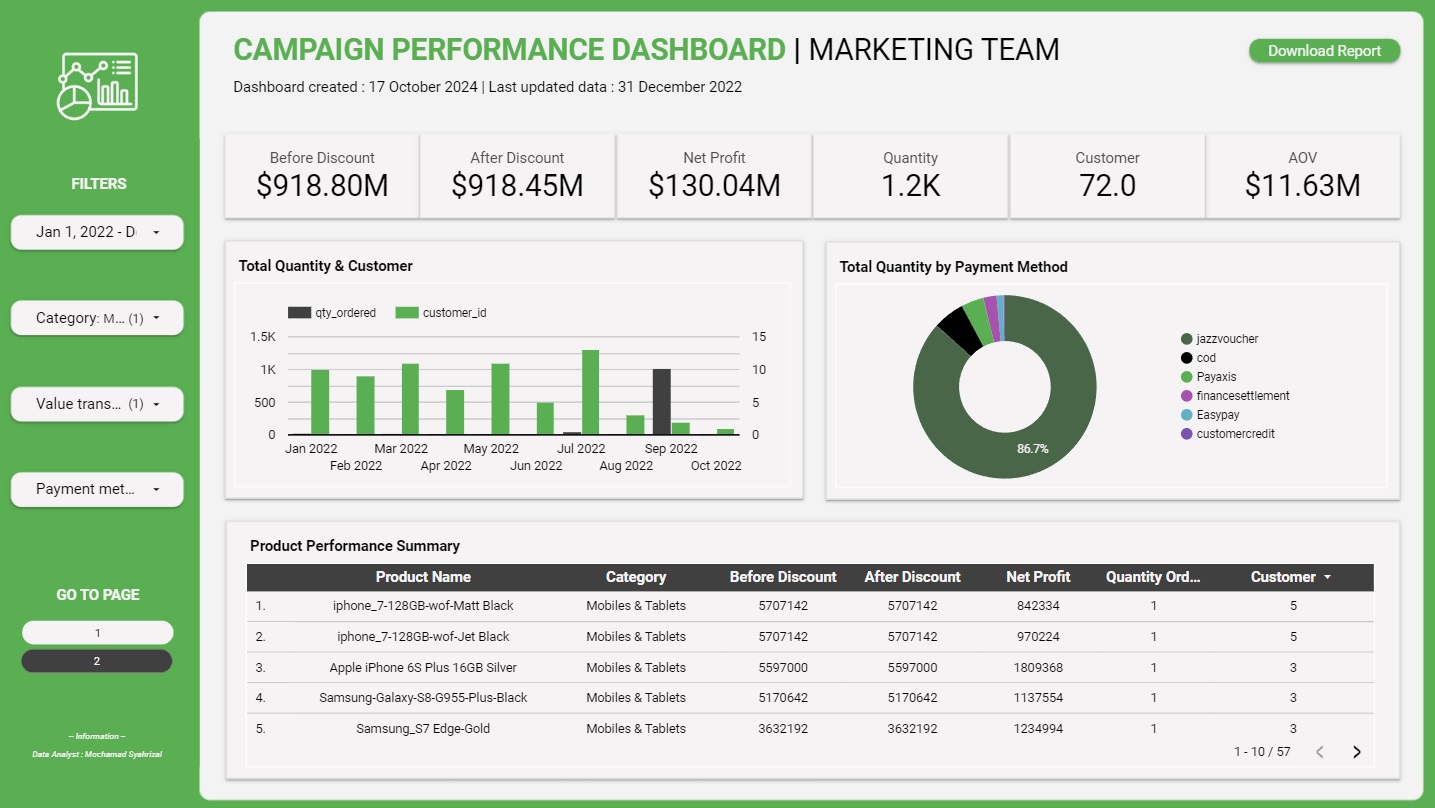 CAMPAIGN PERFORMANCE DASHBOARD | MARKETING TEAM
Download Report
Dashboard created : 17 October 2024 | Last updated data : 31 December 2022
FILTERS
Jan 1, 2022 - D
Category: M... (1)
Value trans... (1)
Payment met...
GO TO PAGE
1
2
-- Information --
Data Analyst : Mochamad Syahrizal
Before Discount
$918.80M
After Discount
$918.45M
Net Profit
$130.04M
Quantity
1.2K
Customer
72.0
AOV
$11.63M
Total Quantity & Customer
qty_ordered customer_id
1.5K 15
1K 10
500 5
0 0
Jan 2022 Mar 2022 May 2022 Jul 2022 Sep 2022
Feb 2022 Apr 2022 Jun 2022 Aug 2022 Oct 2022
Total Quantity by Payment Method
86.7%
jazzvoucher
cod
Payaxis
financesettlement
Easypay
customercredit
Product Performance Summary
Product Name Category Before Discount After Discount Net Profit Quantity Ord... Customer
1. iphone_7-128GB-wof-Matt Black Mobiles & Tablets 5707142 5707142 842334 1 5
2. iphone_7-128GB-wof-Jet Black Mobiles & Tablets 5707142 5707142 970224 1 5
3. Apple iPhone 6S Plus 16GB Silver Mobiles & Tablets 5597000 5597000 1809368 1 3
4. Samsung-Galaxy-S8-G955-Plus-Black Mobiles & Tablets 5170642 5170642 1137554 1 3
5. Samsung_S7 Edge-Gold Mobiles & Tablets 3632192 3632192 1234994 1 3
1 - 10 / 57